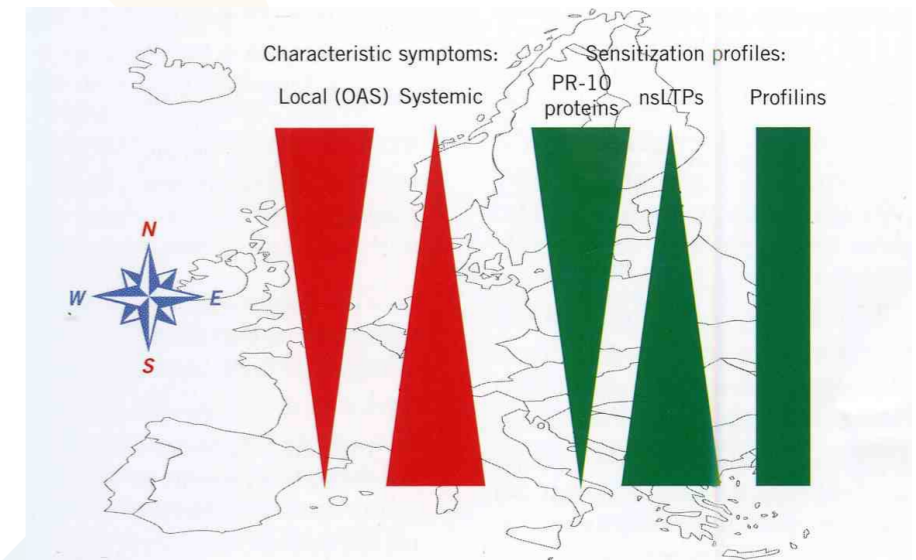 Characteristic symptoms:
Sensitization profiles:
Local (OAS)
Systemic
PR-10
proteins
nsLTPs
Profilins
N
W
E
S